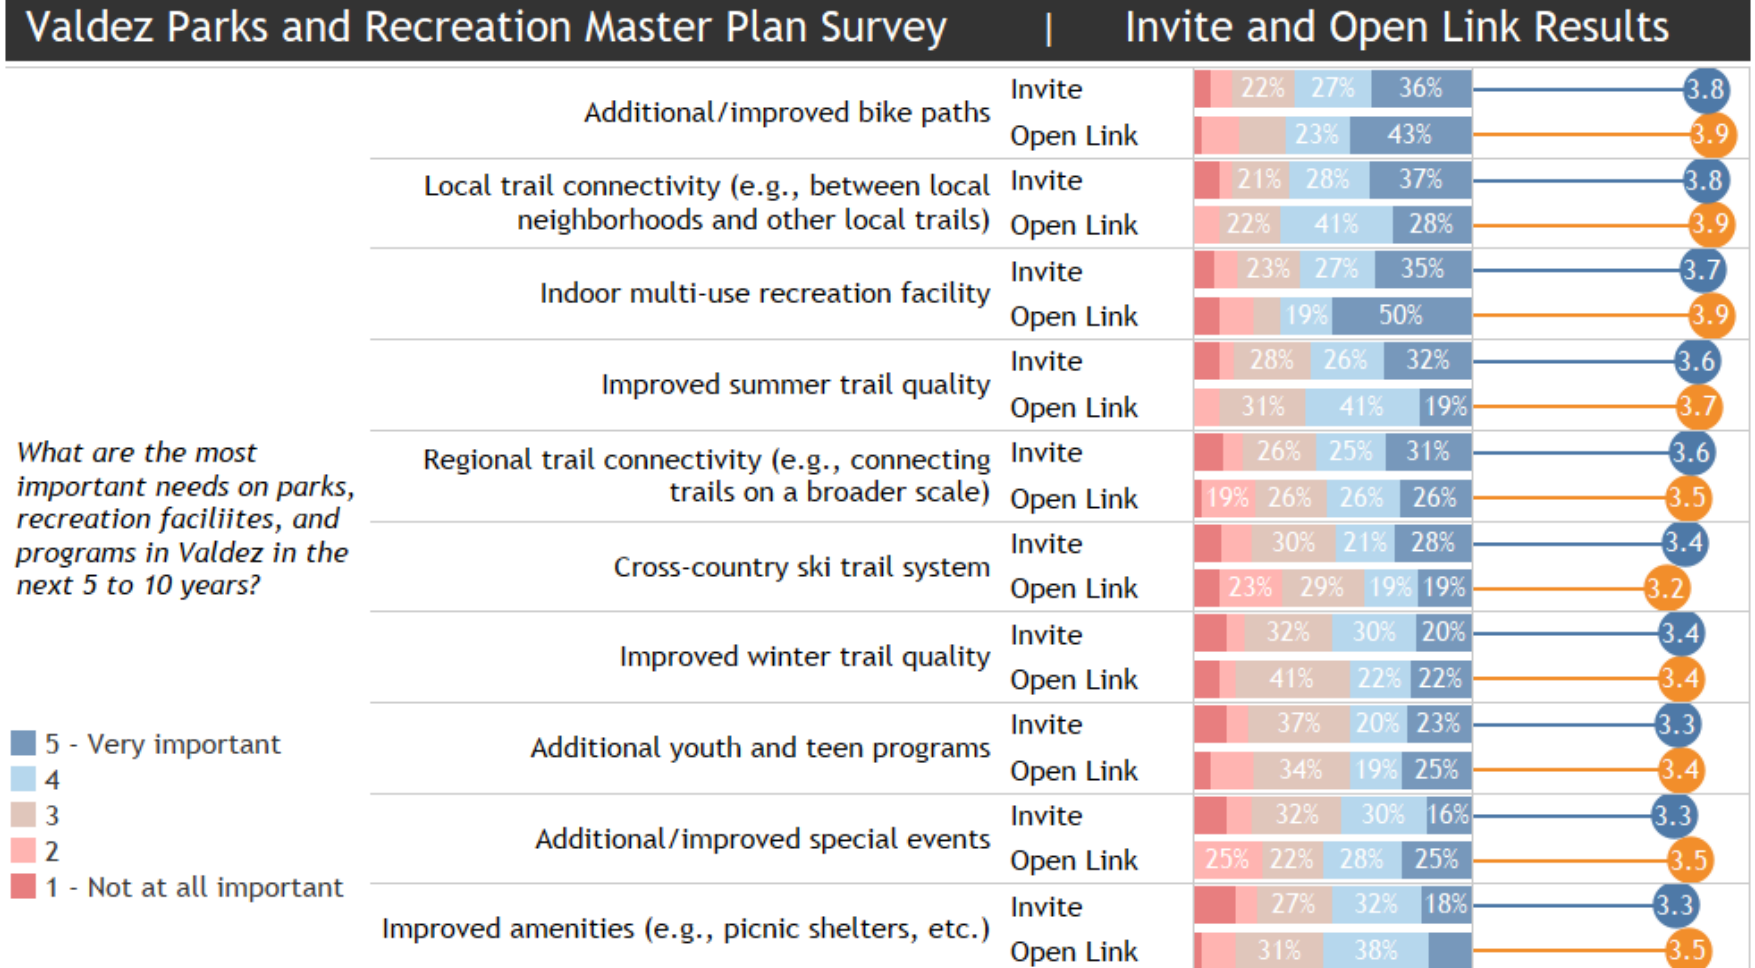 Valdez Parks and Recreation Master Plan Survey | Invite and Open Link Results
What are the most
important needs on parks,
recreation faciliites, and
programs in Valdez in the
next 5 to 10 years?
5 - Very important
4
3
2
1 - Not at all important
Additional/improved bike paths
Invite 22% 27% 36% 3.8
Open Link 23% 43% 3.9
Local trail connectivity (e.g., between local
neighborhoods and other local trails)
Invite 21% 28% 37% 3.8
Open Link 22% 41% 28% 3.9
Indoor multi-use recreation facility
Invite 23% 27% 35% 3.7
Open Link 19% 50% 3.9
Improved summer trail quality
Invite 28% 26% 32% 3.6
Open Link 31% 41% 19% 3.7
Regional trail connectivity (e.g., connecting
trails on a broader scale)
Invite 26% 25% 31% 3.6
Open Link 19% 26% 26% 26% 3.5
Cross-country ski trail system
Invite 30% 21% 28% 3.4
Open Link 23% 29% 19% 19% 3.2
Improved winter trail quality
Invite 32% 30% 20% 3.4
Open Link 41% 22% 22% 3.4
Additional youth and teen programs
Invite 37% 20% 23% 3.3
Open Link 34% 19% 25% 3.4
Additional/improved special events
Invite 32% 30% 16% 3.3
Open Link 25% 22% 28% 25% 3.5
Improved amenities (e.g., picnic shelters, etc.)
Invite 27% 32% 18% 3.3
Open Link 31% 38% 3.5